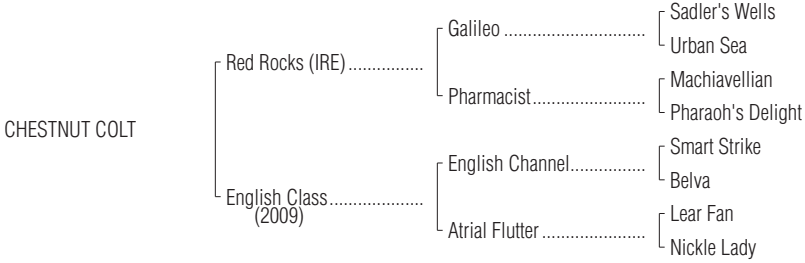 Sadler's Wells
Galileo ..............................
Urban Sea
Red Rocks (IRE)................
Machiavellian
Pharmacist........................
Pharaoh's Delight
CHESTNUT COLT
Smart Strike
English Channel................
Belva
English Class....................
(2009)
Lear Fan
Atrial Flutter ......................
Nickle Lady